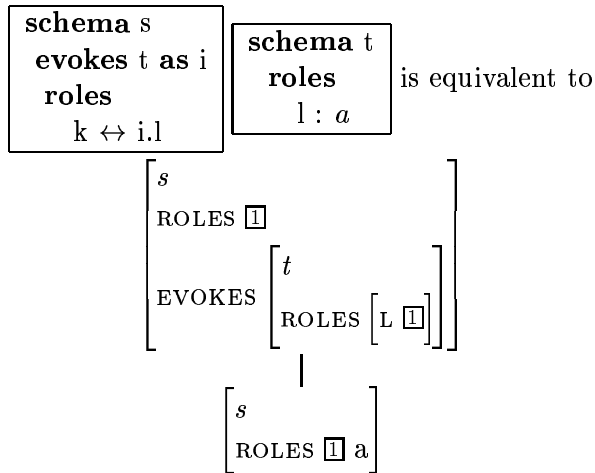 schema s
evokes t as i
roles
k ↔ i.l
schema t
roles
l : a
is equivalent to
s
ROLES 1
EVOKES
t
ROLES
L 1
s
ROLES 1 a